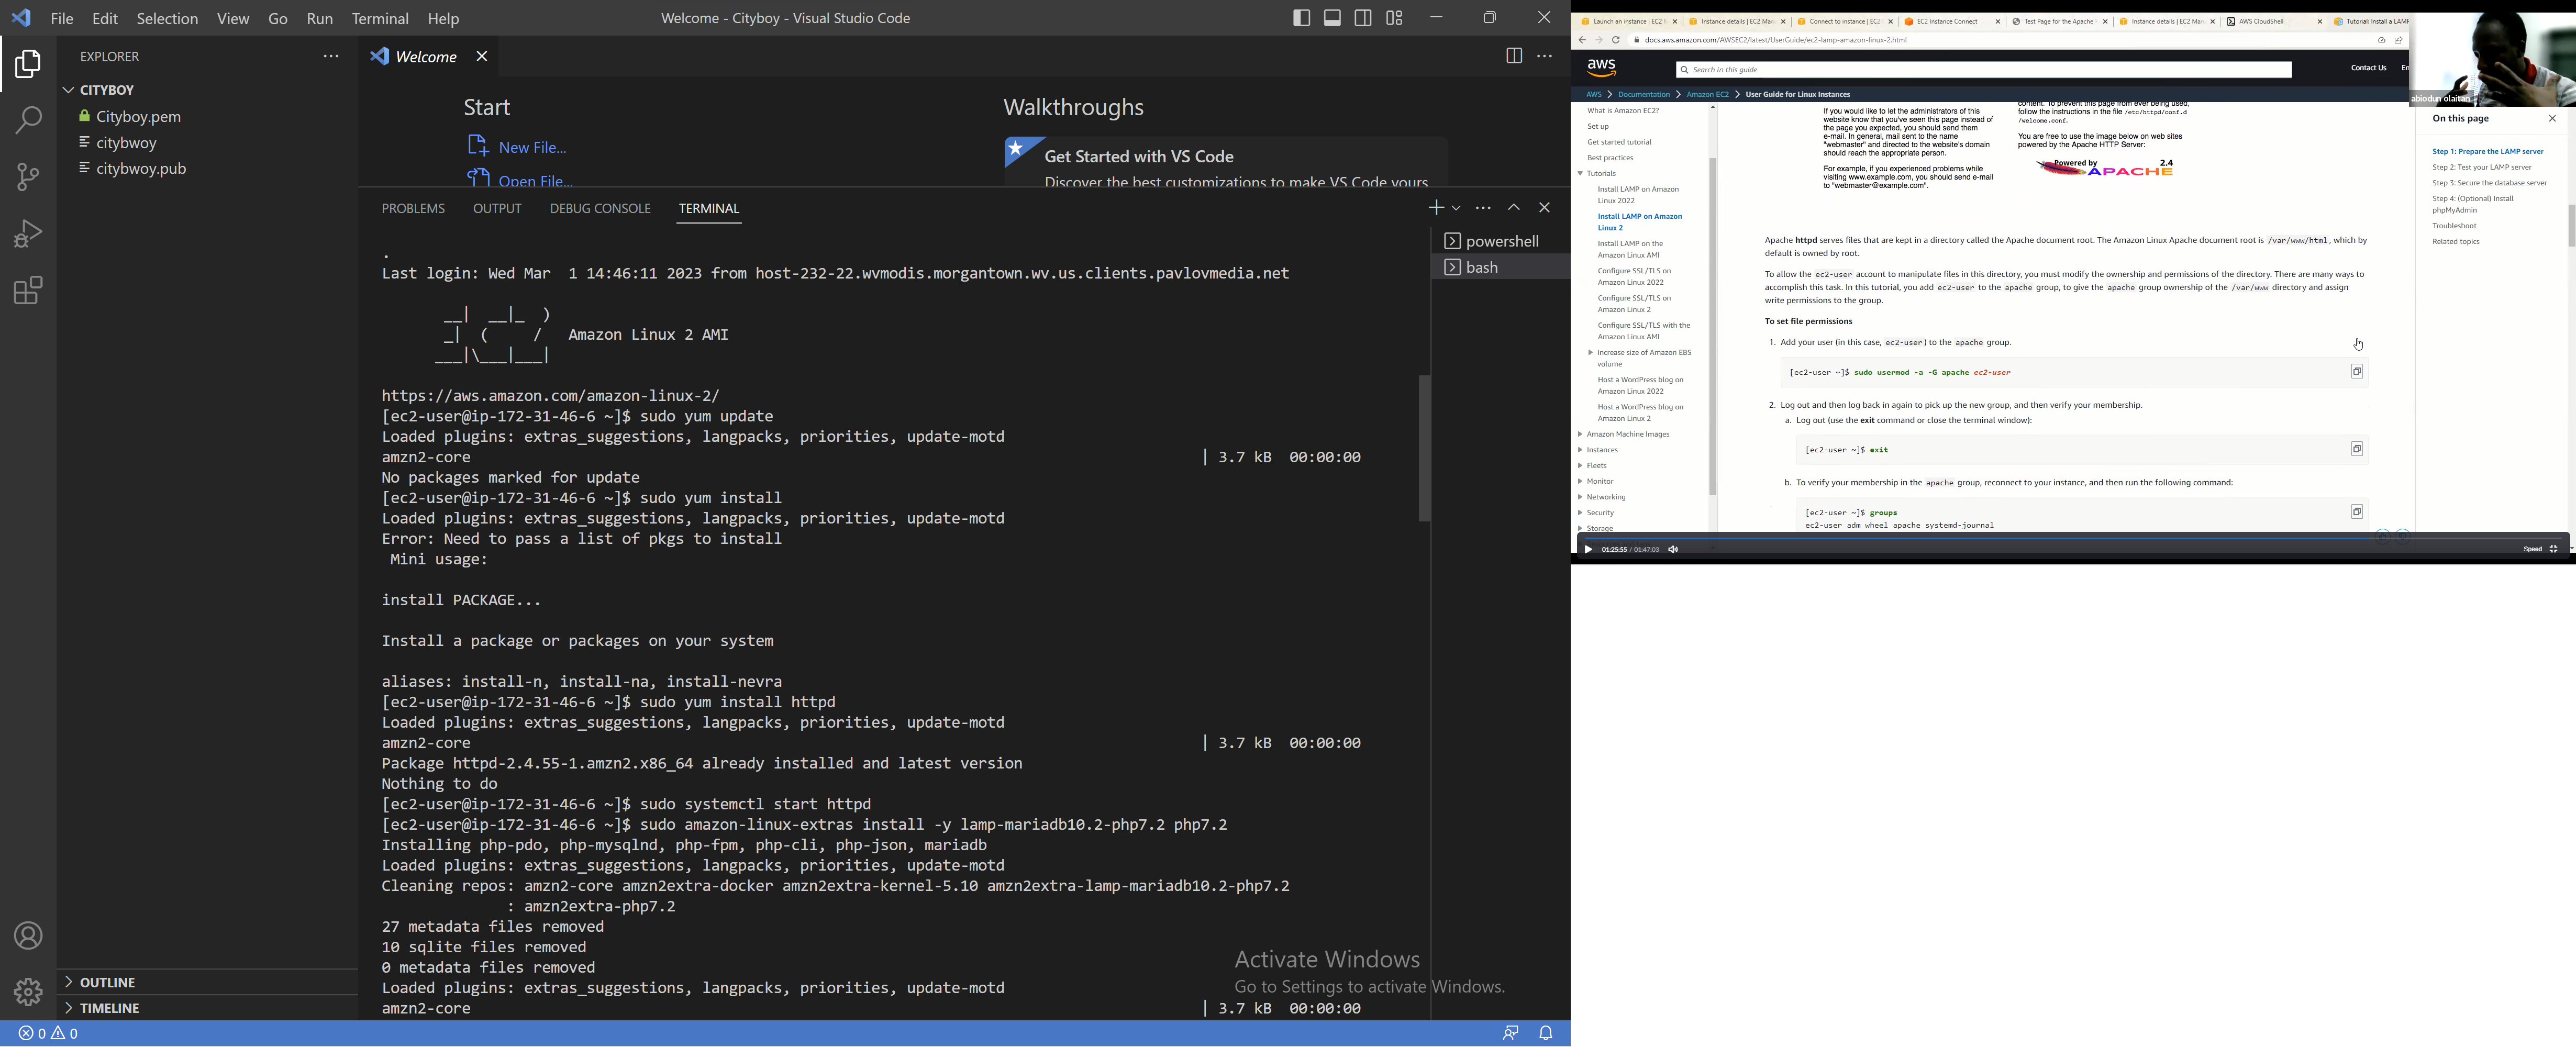 File Edit Selection View Go Run Terminal Help
Welcome - Cityboy - Visual Studio Code
EXPLORER
CITYBOY
Cityboy.pem
citybwoy
citybwoy.pub
OUTLINE
TIMELINE
0 0
Welcome
Start
New File...
Open File...
Walkthroughs
Get Started with VS Code
Discover the best customizations to make VS Code yours
PROBLEMS OUTPUT DEBUG CONSOLE TERMINAL
powershell
bash
.
Last login: Wed Mar  1 14:46:11 2023 from host-232-22.wvmodis.morgantown.wv.us.clients.pavlovmedia.net
__|  __|_  )
_|  (     /   Amazon Linux 2 AMI
___|\___|___|
https://aws.amazon.com/amazon-linux-2/
[ec2-user@ip-172-31-46-6 ~]$ sudo yum update
Loaded plugins: extras_suggestions, langpacks, priorities, update-motd
amzn2-core | 3.7 kB  00:00:00
No packages marked for update
[ec2-user@ip-172-31-46-6 ~]$ sudo yum install
Loaded plugins: extras_suggestions, langpacks, priorities, update-motd
Error: Need to pass a list of pkgs to install
Mini usage:
install PACKAGE...
Install a package or packages on your system
aliases: install-n, install-na, install-nevra
[ec2-user@ip-172-31-46-6 ~]$ sudo yum install httpd
Loaded plugins: extras_suggestions, langpacks, priorities, update-motd
amzn2-core | 3.7 kB  00:00:00
Package httpd-2.4.55-1.amzn2.x86_64 already installed and latest version
Nothing to do
[ec2-user@ip-172-31-46-6 ~]$ sudo systemctl start httpd
[ec2-user@ip-172-31-46-6 ~]$ sudo amazon-linux-extras install -y lamp-mariadb10.2-php7.2 php7.2
Installing php-pdo, php-mysqlnd, php-fpm, php-cli, php-json, mariadb
Loaded plugins: extras_suggestions, langpacks, priorities, update-motd
Cleaning repos: amzn2-core amzn2extra-docker amzn2extra-kernel-5.10 amzn2extra-lamp-mariadb10.2-php7.2
: amzn2extra-php7.2
27 metadata files removed
10 sqlite files removed
0 metadata files removed
Loaded plugins: extras_suggestions, langpacks, priorities, update-motd
amzn2-core | 3.7 kB  00:00:00
Activate Windows
Go to Settings to activate Windows.
Launch an instance | EC2 Instance details | EC2 Man Connect to instance | EC2 EC2 Instance Connect Test Page for the Apache Instance details | EC2 Man AWS CloudShell Tutorial: Install a LAMP
docs.aws.amazon.com/AWSEC2/latest/UserGuide/ec2-lamp-amazon-linux-2.html
aws
Search in this guide
Contact Us En
abiodun olaitan
AWS > Documentation > Amazon EC2 > User Guide for Linux Instances
What is Amazon EC2?
Set up
Get started tutorial
Best practices
Tutorials
Install LAMP on Amazon
Linux 2022
Install LAMP on Amazon
Linux 2
Install LAMP on the
Amazon Linux AMI
Configure SSL/TLS on
Amazon Linux 2022
Configure SSL/TLS on
Amazon Linux 2
Configure SSL/TLS with the
Amazon Linux AMI
Increase size of Amazon EBS
volume
Host a WordPress blog on
Amazon Linux 2022
Host a WordPress blog on
Amazon Linux 2
Amazon Machine Images
Instances
Fleets
Monitor
Networking
Security
Storage
If you would like to let the administrators of this
website know that you've seen this page instead of
the page you expected, you should send them
e-mail. In general, mail sent to the name
"webmaster" and directed to the website's domain
should reach the appropriate person.
For example, if you experienced problems while
visiting www.example.com, you should send e-mail
to "webmaster@example.com".
content. To prevent this page from ever being used,
follow the instructions in the file /etc/httpd/conf.d
/welcome.conf.
You are free to use the image below on web sites
powered by the Apache HTTP Server:
Powered by 2.4
APACHE
Apache httpd serves files that are kept in a directory called the Apache document root. The Amazon Linux Apache document root is /var/www/html, which by
default is owned by root.
To allow the ec2-user account to manipulate files in this directory, you must modify the ownership and permissions of the directory. There are many ways to
accomplish this task. In this tutorial, you add ec2-user to the apache group, to give the apache group ownership of the /var/www directory and assign
write permissions to the group.
To set file permissions
1. Add your user (in this case, ec2-user) to the apache group.
[ec2-user ~]$ sudo usermod -a -G apache ec2-user
2. Log out and then log back in again to pick up the new group, and then verify your membership.
a. Log out (use the exit command or close the terminal window):
[ec2-user ~]$ exit
b. To verify your membership in the apache group, reconnect to your instance, and then run the following command:
[ec2-user ~]$ groups
ec2-user adm wheel apache systemd-journal
On this page
Step 1: Prepare the LAMP server
Step 2: Test your LAMP server
Step 3: Secure the database server
Step 4: (Optional) Install
phpMyAdmin
Troubleshoot
Related topics
01:25:55 / 01:47:03
Speed